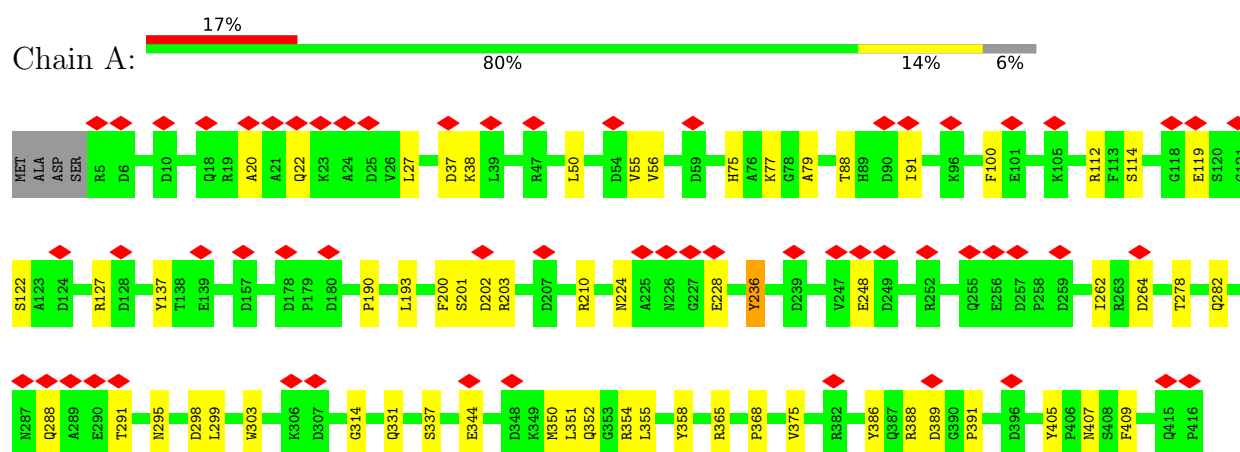 17%
Chain A:
80% 14% 6%
MET ALA ASP SER R5 D6 D10 Q18 R19 A20 A21 Q22 K23 A24 D25 V26 L27 D37 K38 L39 R47 L50 D54 V55 V56 D59 H75 A76 K77 G78 A79 T88 H89 D90 I91 K96 F100 E101 K105 R112 F113 S114 G118 E119 S120
S122 A123 D124 R127 D128 Y137 T138 E139 D157 D178 P179 D180 P190 L193 F200 S201 D202 R203 D207 R210 N224 A225 N226 G227 E228 Y236 D239 V247 E248 D249 R252 Q255 E256 D257 P258 D259 I262 R263 D264 T278 Q282
N287 Q288 A289 E290 T291 N295 D298 L299 W303 K306 D307 G314 Q331 S337 E344 D348 K349 M350 L351 Q352 G353 R354 L355 Y358 R365 P368 V375 R382 Y386 Q387 R388 D389 G390 P391 D396 Y405 P406 N407 S408 F409 Q415 P416